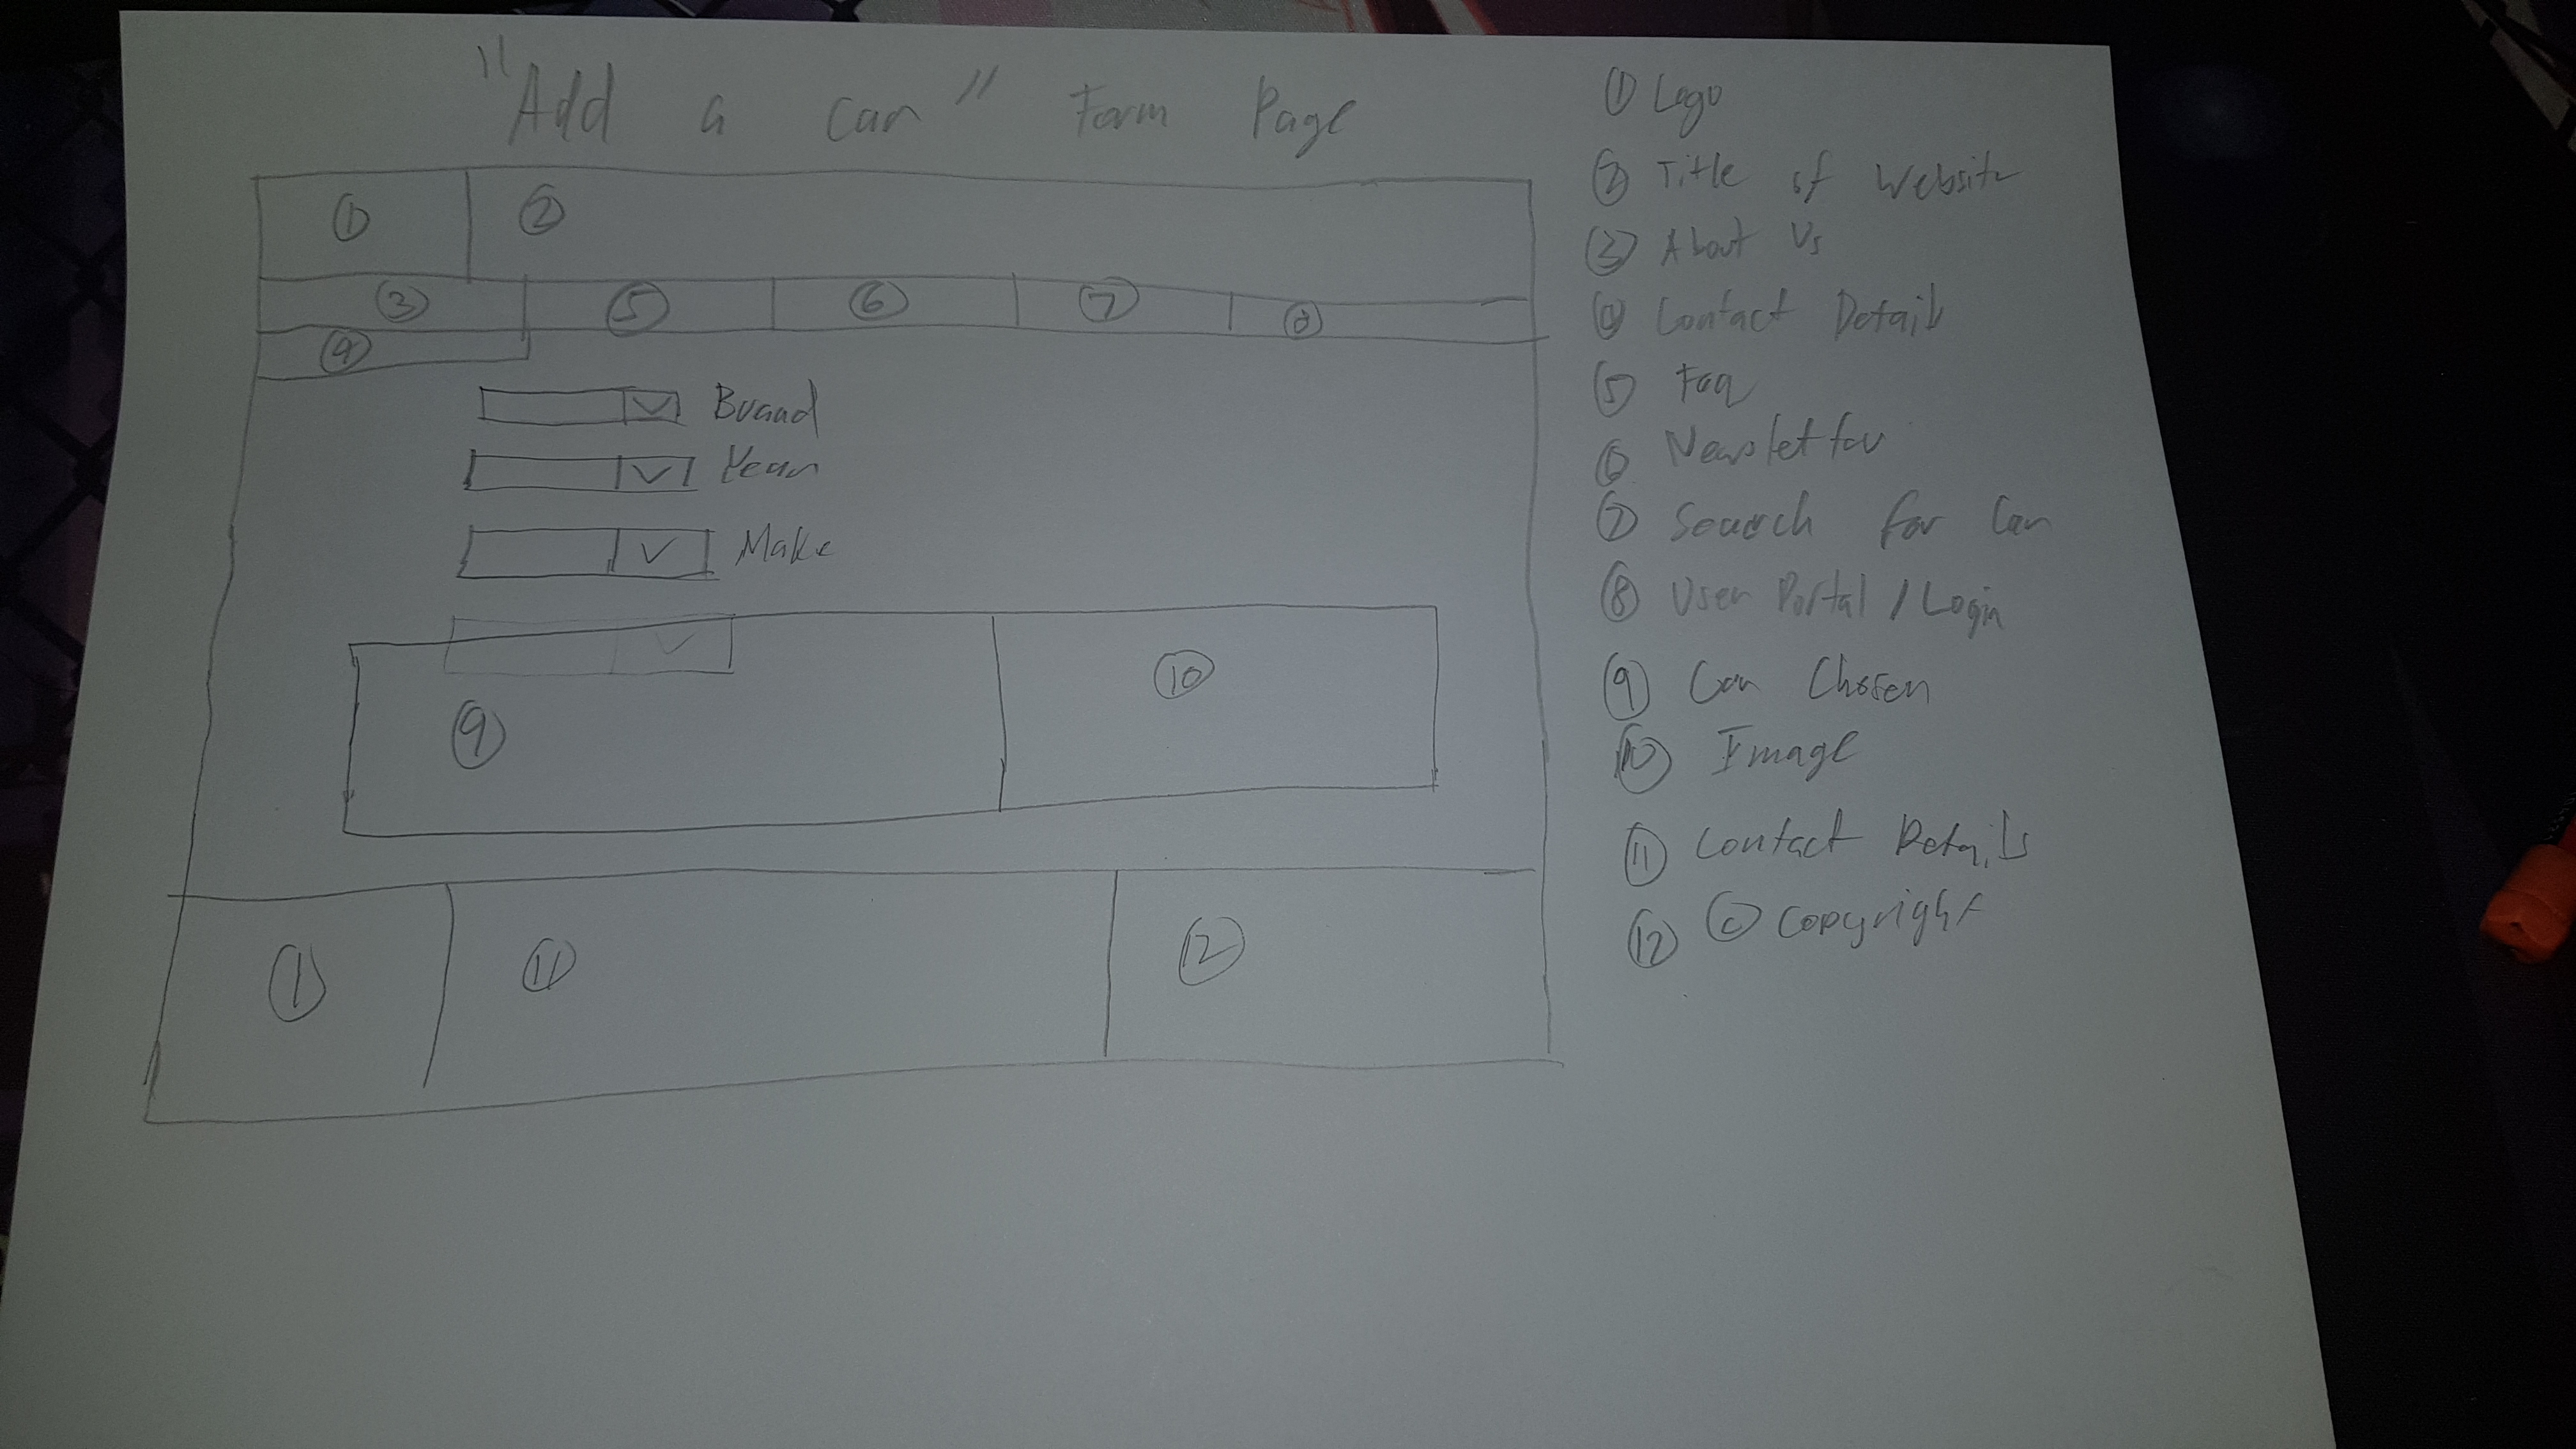 "Add a car" Form Page
① ②
③ ⑤ ⑥ ⑦ ⑧
④
Brand
Year
Make
⑨ ⑩
① ⑪ ⑫
① Logo
② Title of Website
③ About Us
④ Contact Details
⑤ Faq
⑥ Newsletter
⑦ Search for Car
⑧ User Portal / Login
⑨ Car Chosen
⑩ Image
⑪ Contact Details
⑫ © Copyright